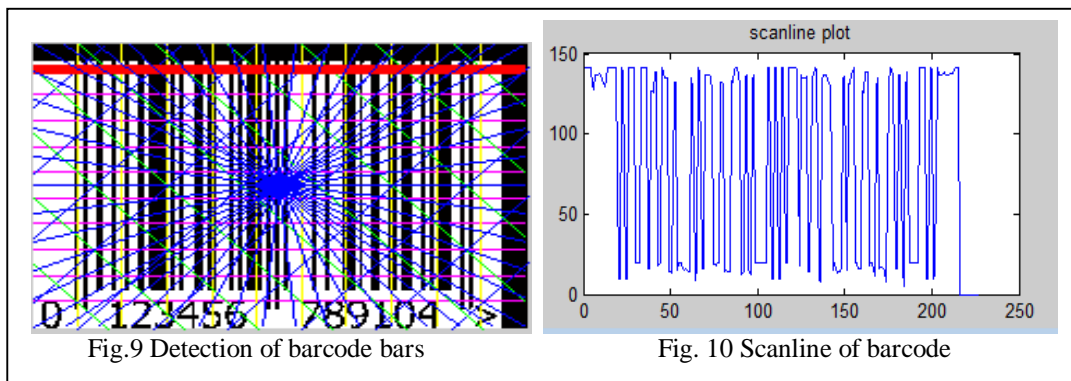 0 123456 789104 >
Fig.9 Detection of barcode bars
scanline plot
150
100
50
0
0 50 100 150 200 250
Fig. 10 Scanline of barcode